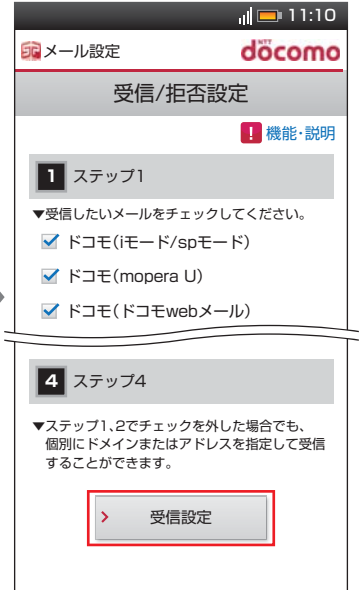 11:10
メール設定
NTT
döcomo
受信/拒否設定
! 機能・説明
1 ステップ1
▼受信したいメールをチェックしてください。
ドコモ(iモード/spモード)
ドコモ(mopera U)
ドコモ(ドコモwebメール)
4 ステップ4
▼ステップ1、2でチェックを外した場合でも、
個別にドメインまたはアドレスを指定して受信
することができます。
受信設定